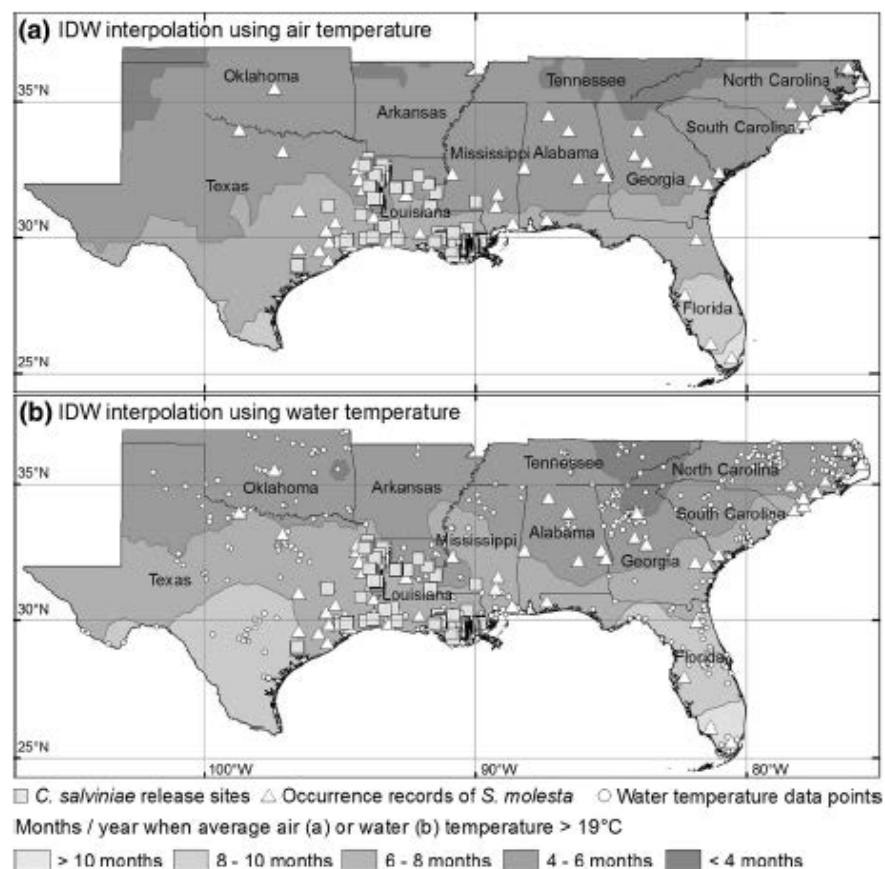 (a) IDW interpolation using air temperature
35°N
Oklahoma
Tennessee
North Carolina
Arkansas
South Carolina
Mississippi
Alabama
Georgia
Texas
Louisiana
30°N
Florida
25°N
(b) IDW interpolation using water temperature
35°N
Tennessee
North Carolina
Oklahoma
Arkansas
South Carolina
Mississippi
Alabama
Georgia
Texas
Louisiana
30°N
Florida
25°N
100°W 90°W 80°W
C. salviniae release sites Occurrence records of S. molesta Water temperature data points
Months / year when average air (a) or water (b) temperature > 19°C
> 10 months 8 - 10 months 6 - 8 months 4 - 6 months < 4 months